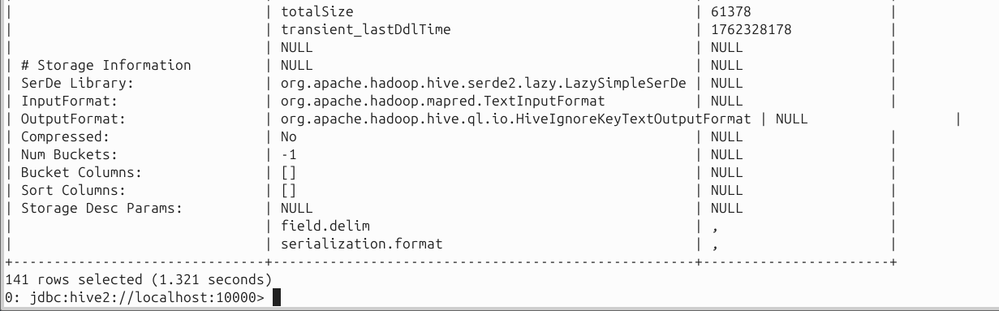 |                                | totalSize                                          | 61378                 |
|                                | transient_lastDdlTime                              | 1762328178            |
|                                | NULL                                               | NULL                  |
| # Storage Information          | NULL                                               | NULL                  |
| SerDe Library:                 | org.apache.hadoop.hive.serde2.lazy.LazySimpleSerDe | NULL                  |
| InputFormat:                   | org.apache.hadoop.mapred.TextInputFormat           | NULL                  |
| OutputFormat:                  | org.apache.hadoop.hive.ql.io.HiveIgnoreKeyTextOutputFormat | NULL                  |
| Compressed:                    | No                                                 | NULL                  |
| Num Buckets:                   | -1                                                 | NULL                  |
| Bucket Columns:                | []                                                 | NULL                  |
| Sort Columns:                  | []                                                 | NULL                  |
| Storage Desc Params:           | NULL                                               | NULL                  |
|                                | field.delim                                        | ,                     |
|                                | serialization.format                               | ,                     |
+--------------------------------+----------------------------------------------------+-----------------------+
141 rows selected (1.321 seconds)
0: jdbc:hive2://localhost:10000>